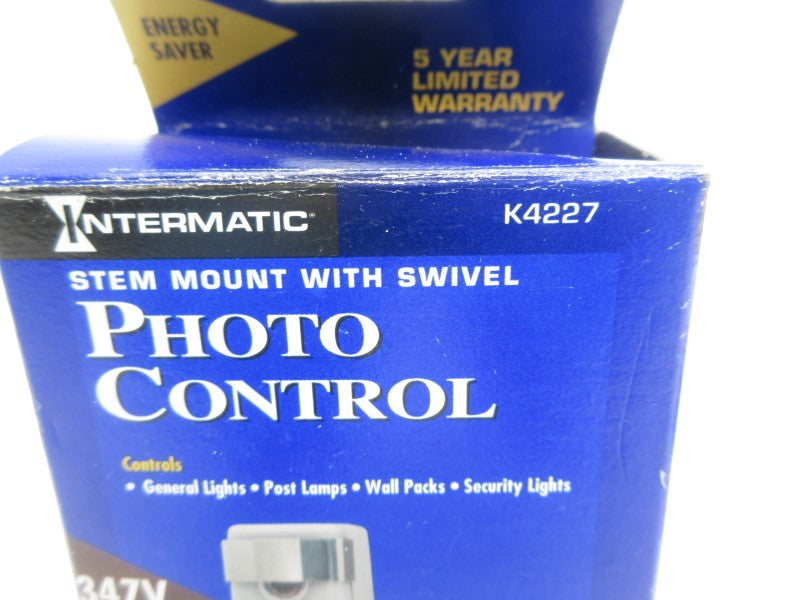 ENERGY
SAVER
5 YEAR
LIMITED
WARRANTY
INTERMATIC®
K4227
STEM MOUNT WITH SWIVEL
PHOTO
CONTROL
Controls
• General Lights • Post Lamps • Wall Packs • Security Lights
347V